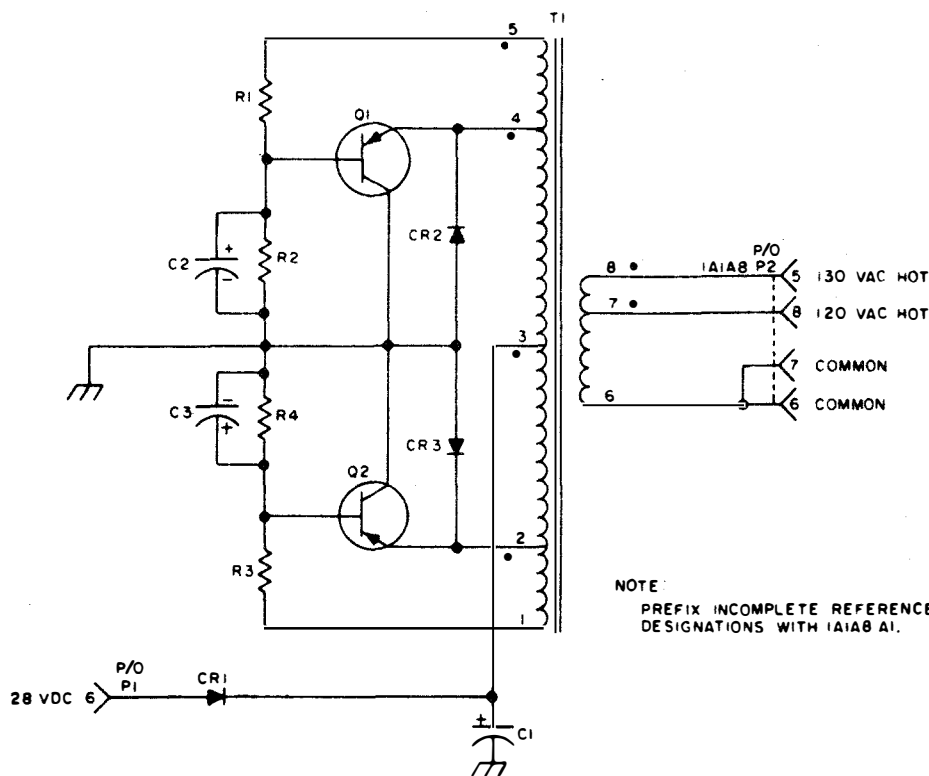 T1
5
R1
Q1
4
C2
+
-
R2
CR2
P/O
1A1A8 P2
8
5 130 VAC HOT
7
8 120 VAC HOT
3
7 COMMON
6
6 COMMON
C3
-
+
R4
CR3
Q2
2
R3
1
NOTE:
PREFIX INCOMPLETE REFERENCE
DESIGNATIONS WITH 1A1A8 A1.
P/O
P1
CR1
28 VDC 6
+
C1